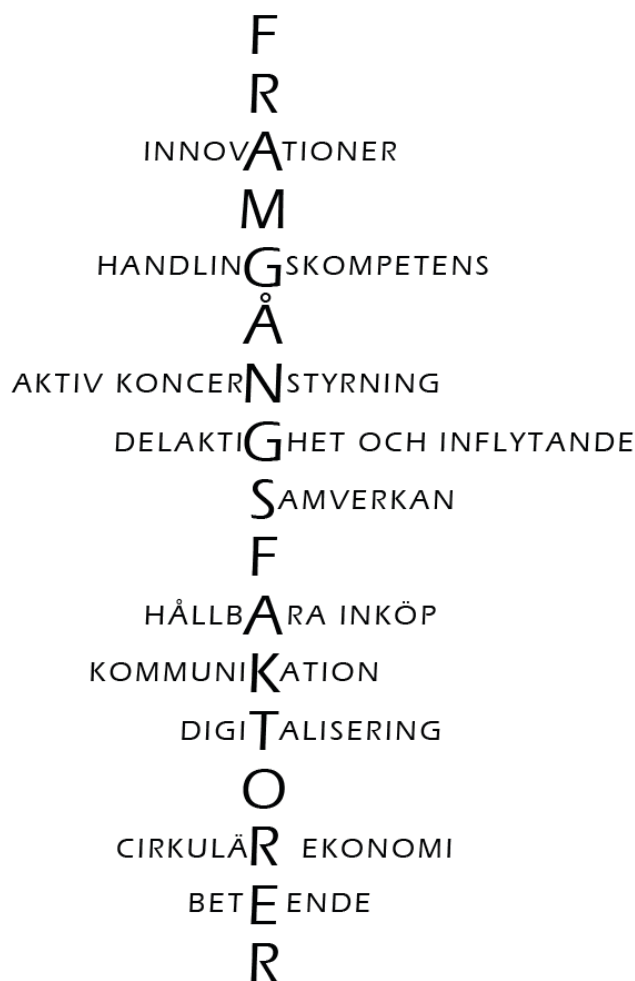 F
R
INNOVATIONER
M
HANDLINGSKOMPETENS
Å
AKTIV KONCERNSTYRNING
DELAKTIGHET OCH INFLYTANDE
SAMVERKAN
F
HÅLLBARA INKÖP
KOMMUNIKATION
DIGITALISERING
O
CIRKULÄR EKONOMI
BETEENDE
R